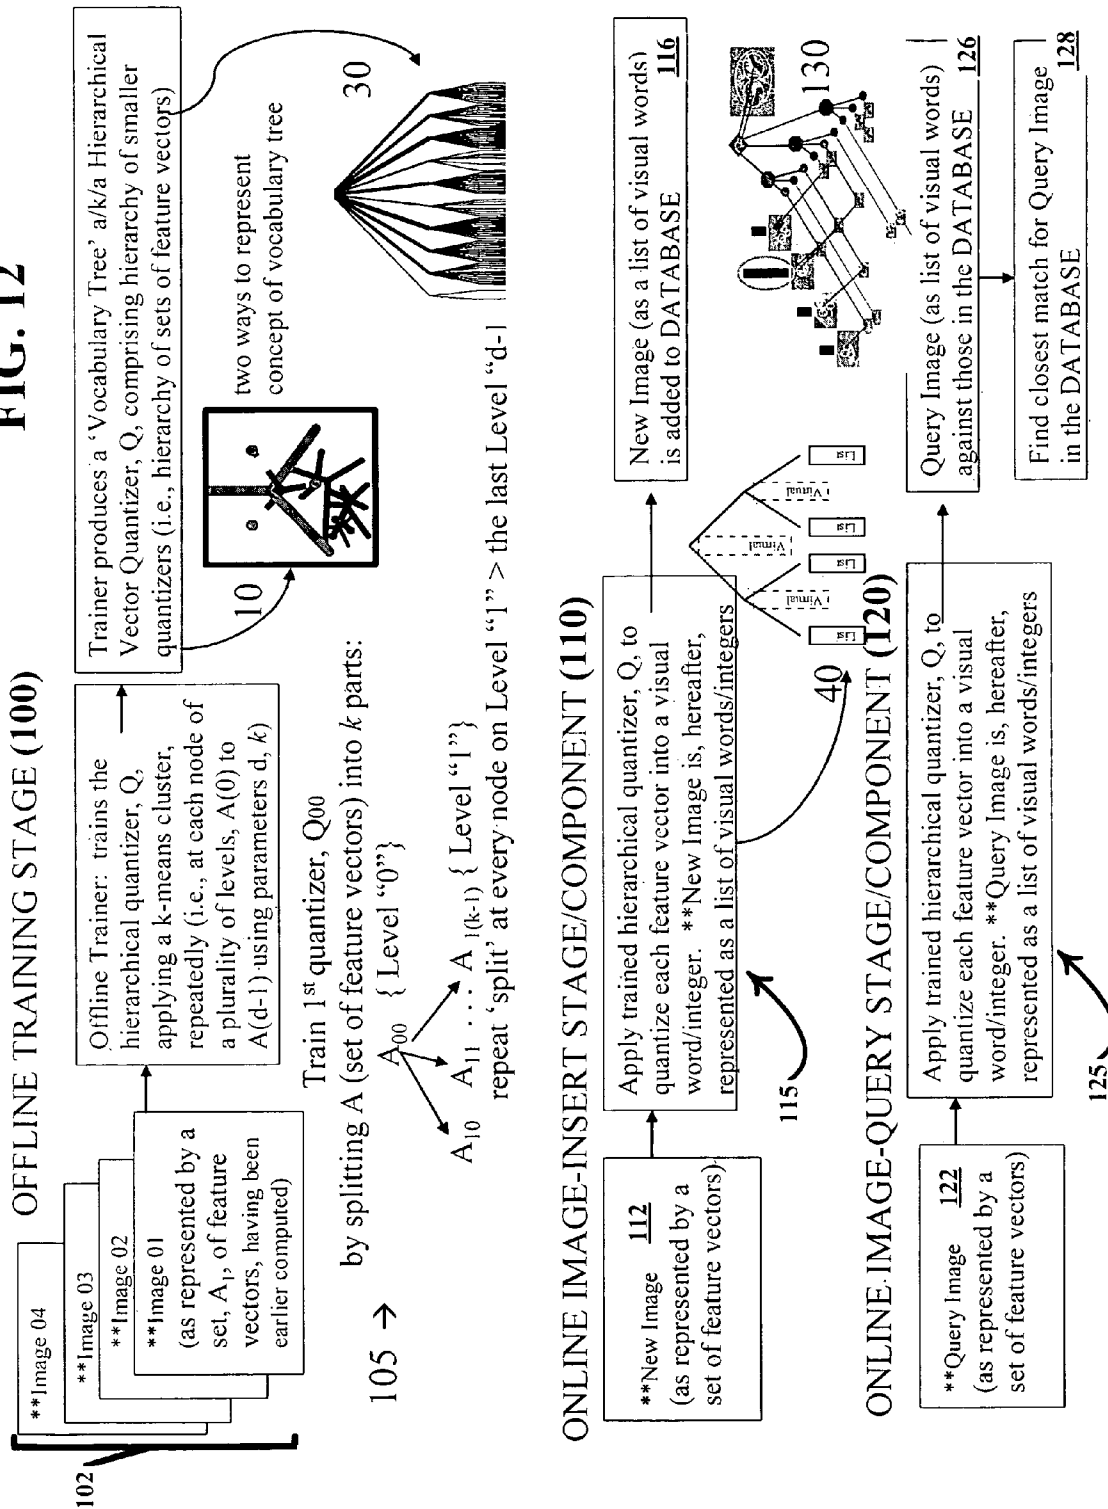 FIG. 12
OFFLINE TRAINING STAGE (100)
**Image 04
**Image 03
**Image 02
**Image 01
(as represented by a
set, A1, of feature
vectors, having been
earlier computed)
102
Offline Trainer: trains the
hierarchical quantizer, Q,
applying a k-means cluster,
repeatedly (i.e., at each node of
a plurality of levels, A(0) to
A(d-1) using parameters d, k)
Trainer produces a ‘Vocabulary Tree’ a/k/a Hierarchical
Vector Quantizer, Q, comprising hierarchy of smaller
quantizers (i.e., hierarchy of sets of feature vectors)
10
two ways to represent
concept of vocabulary tree
30
105 →
Train 1st quantizer, Q00
by splitting A (set of feature vectors) into k parts:
A00 { Level “0”}
A10 A11 ... A 1(k-1) { Level “1”}
repeat ‘split’ at every node on Level “1” > the last Level “d-1
ONLINE IMAGE-INSERT STAGE/COMPONENT (110)
**New Image 112
(as represented by a
set of feature vectors)
Apply trained hierarchical quantizer, Q, to
quantize each feature vector into a visual
word/integer. **New Image is, hereafter,
represented as a list of visual words/integers
115
New Image (as a list of visual words)
is added to DATABASE 116
40
Virtual
Virtual
Virtual
List
List
List
List
130
ONLINE IMAGE-QUERY STAGE/COMPONENT (120)
**Query Image 122
(as represented by a
set of feature vectors)
Apply trained hierarchical quantizer, Q, to
quantize each feature vector into a visual
word/integer. **Query Image is, hereafter,
represented as a list of visual words/integers
125
Query Image (as list of visual words)
against those in the DATABASE 126
Find closest match for Query Image
in the DATABASE 128